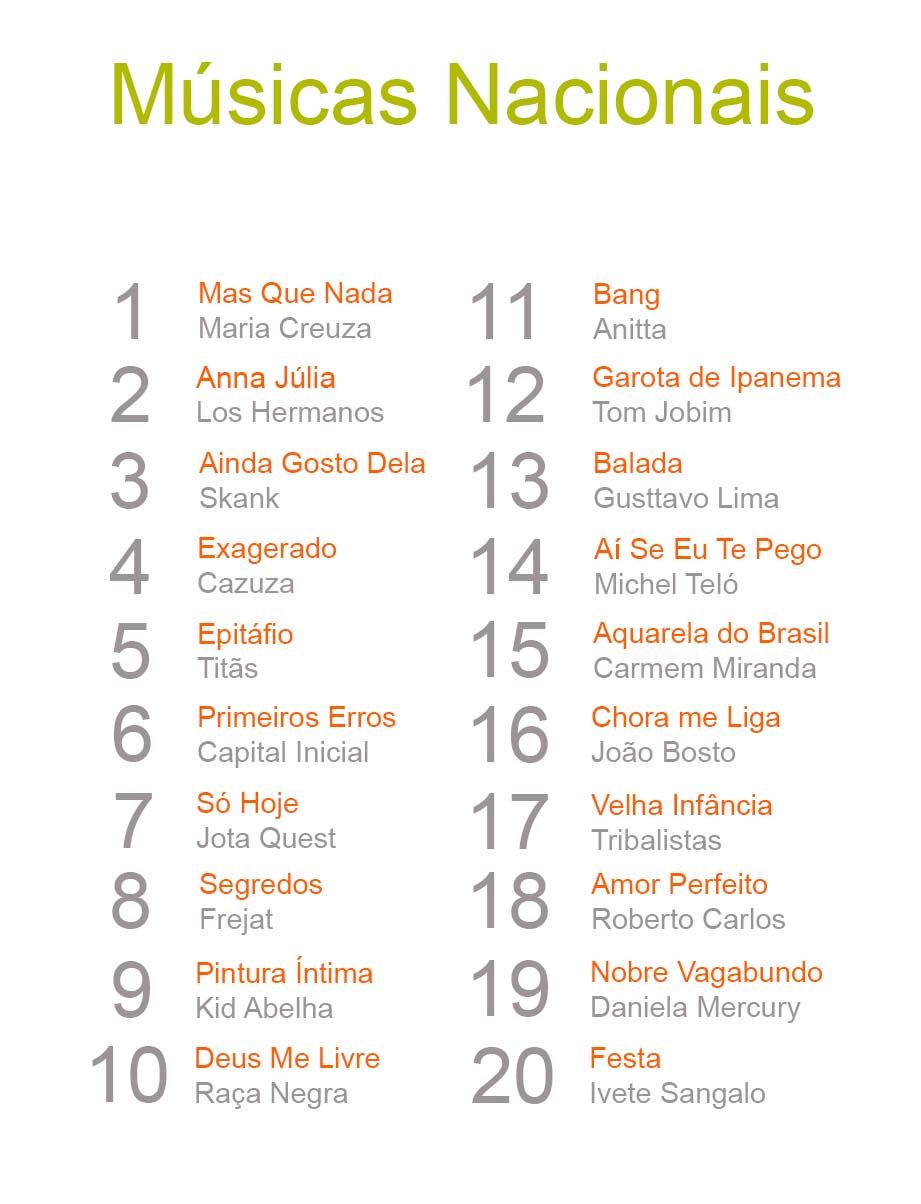 Músicas Nacionais
1
Mas Que Nada
Maria Creuza
2
Anna Júlia
Los Hermanos
3
Ainda Gosto Dela
Skank
4
Exagerado
Cazuza
5
Epitáfio
Titãs
6
Primeiros Erros
Capital Inicial
7
Só Hoje
Jota Quest
8
Segredos
Frejat
9
Pintura Íntima
Kid Abelha
10
Deus Me Livre
Raça Negra
11
Bang
Anitta
12
Garota de Ipanema
Tom Jobim
13
Balada
Gusttavo Lima
14
Aí Se Eu Te Pego
Michel Teló
15
Aquarela do Brasil
Carmem Miranda
16
Chora me Liga
João Bosto
17
Velha Infância
Tribalistas
18
Amor Perfeito
Roberto Carlos
19
Nobre Vagabundo
Daniela Mercury
20
Festa
Ivete Sangalo